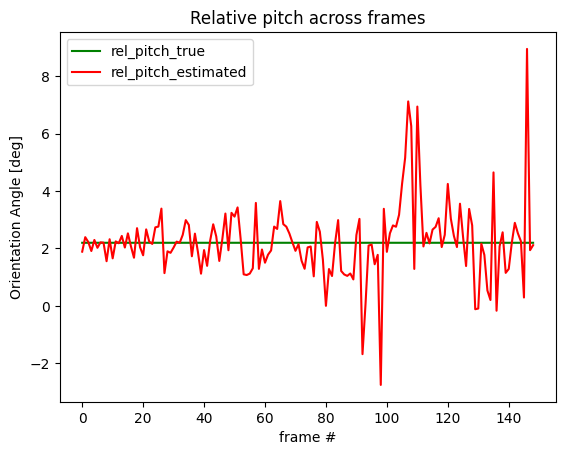 Relative pitch across frames
rel_pitch_true
rel_pitch_estimated
Orientation Angle [deg]
8
6
4
2
0
−2
0 20 40 60 80 100 120 140
frame #